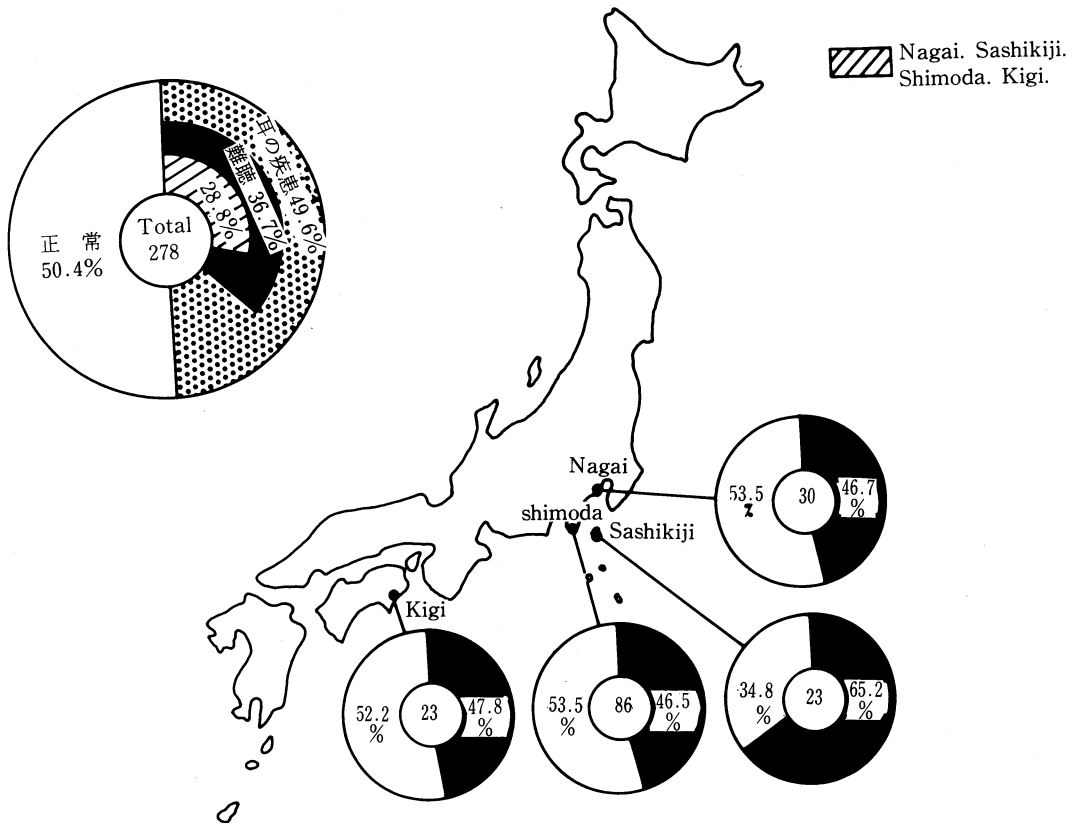 Nagai. Sashikiji.
Shimoda. Kigi.
耳の疾患 49.6%
難聴 36.7%
28.8%
Total
278
正常
50.4%
Nagai
53.5
%
30
46.7
%
shimoda
Sashikiji
Kigi
52.2
%
23
47.8
%
53.5
%
86
46.5
%
34.8
%
23
65.2
%